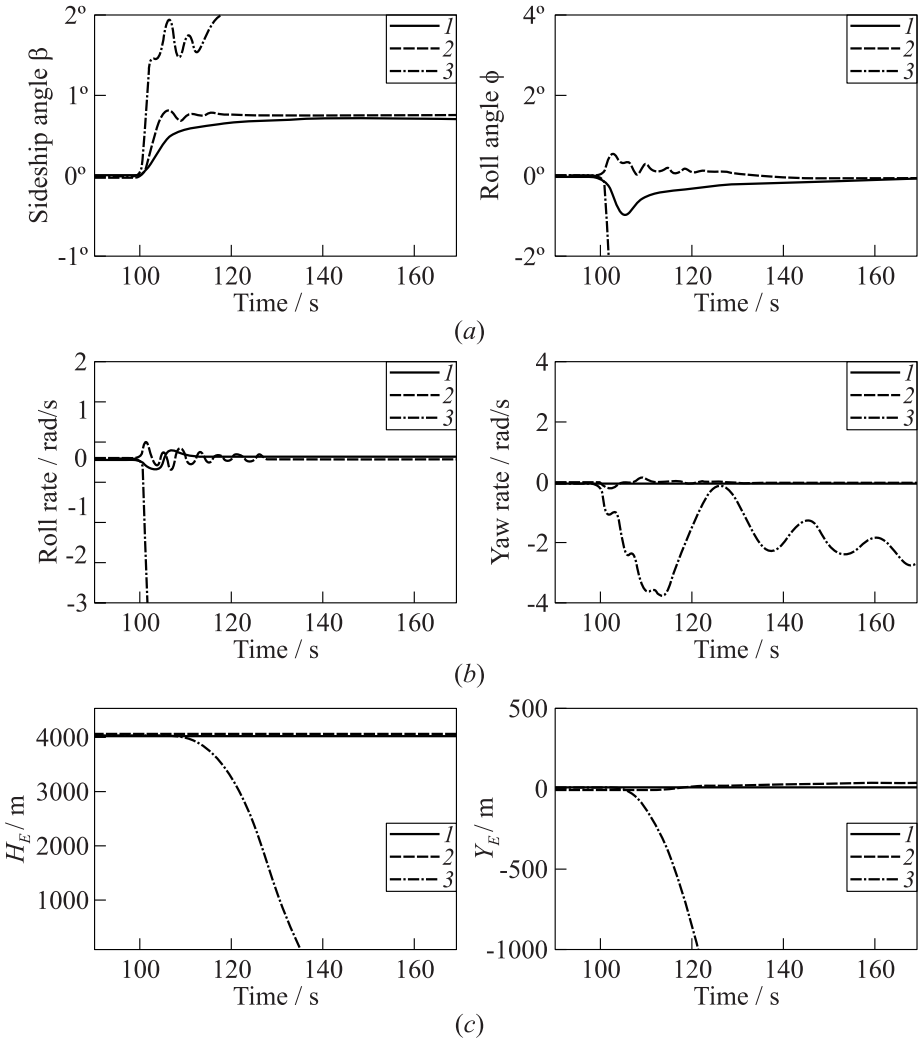 2º
1º
0º
-1º
Sideship angle β
1
2
3
100 120 140 160
Time / s
4º
2º
0º
-2º
Roll angle ϕ
1
2
3
100 120 140 160
Time / s
(a)
2
1
0
-1
-2
-3
Roll rate / rad/s
1
2
3
100 120 140 160
Time / s
4
2
0
-2
-4
Yaw rate / rad/s
1
2
3
100 120 140 160
Time / s
(b)
4000
3000
2000
1000
H_E / m
1
2
3
100 120 140 160
Time / s
500
0
-500
-1000
Y_E / m
1
2
3
100 120 140 160
Time / s
(c)